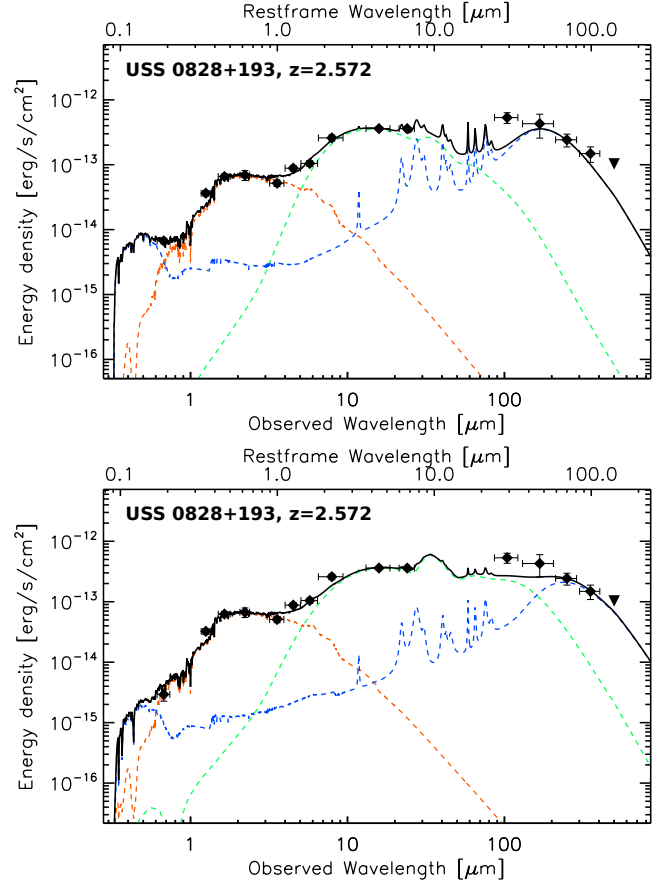 Restframe Wavelength [μm]
0.1 1.0 10.0 100.0
USS 0828+193, z=2.572
Energy density [erg/s/cm²]
10⁻¹²
10⁻¹³
10⁻¹⁴
10⁻¹⁵
10⁻¹⁶
1 10 100
Observed Wavelength [μm]
Restframe Wavelength [μm]
0.1 1.0 10.0 100.0
USS 0828+193, z=2.572
Energy density [erg/s/cm²]
10⁻¹²
10⁻¹³
10⁻¹⁴
10⁻¹⁵
10⁻¹⁶
1 10 100
Observed Wavelength [μm]